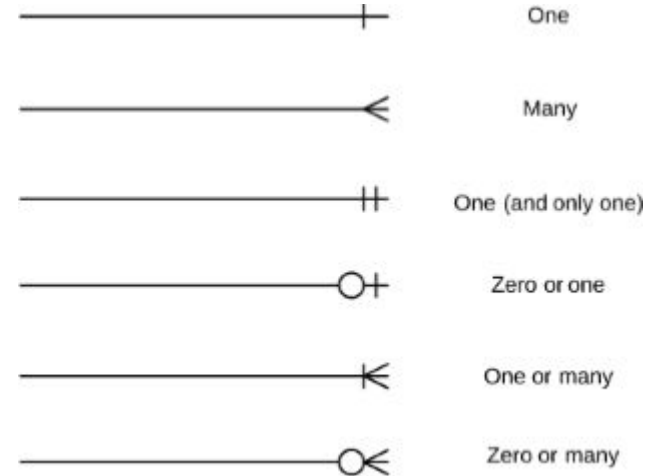 One
Many
One (and only one)
Zero or one
One or many
Zero or many